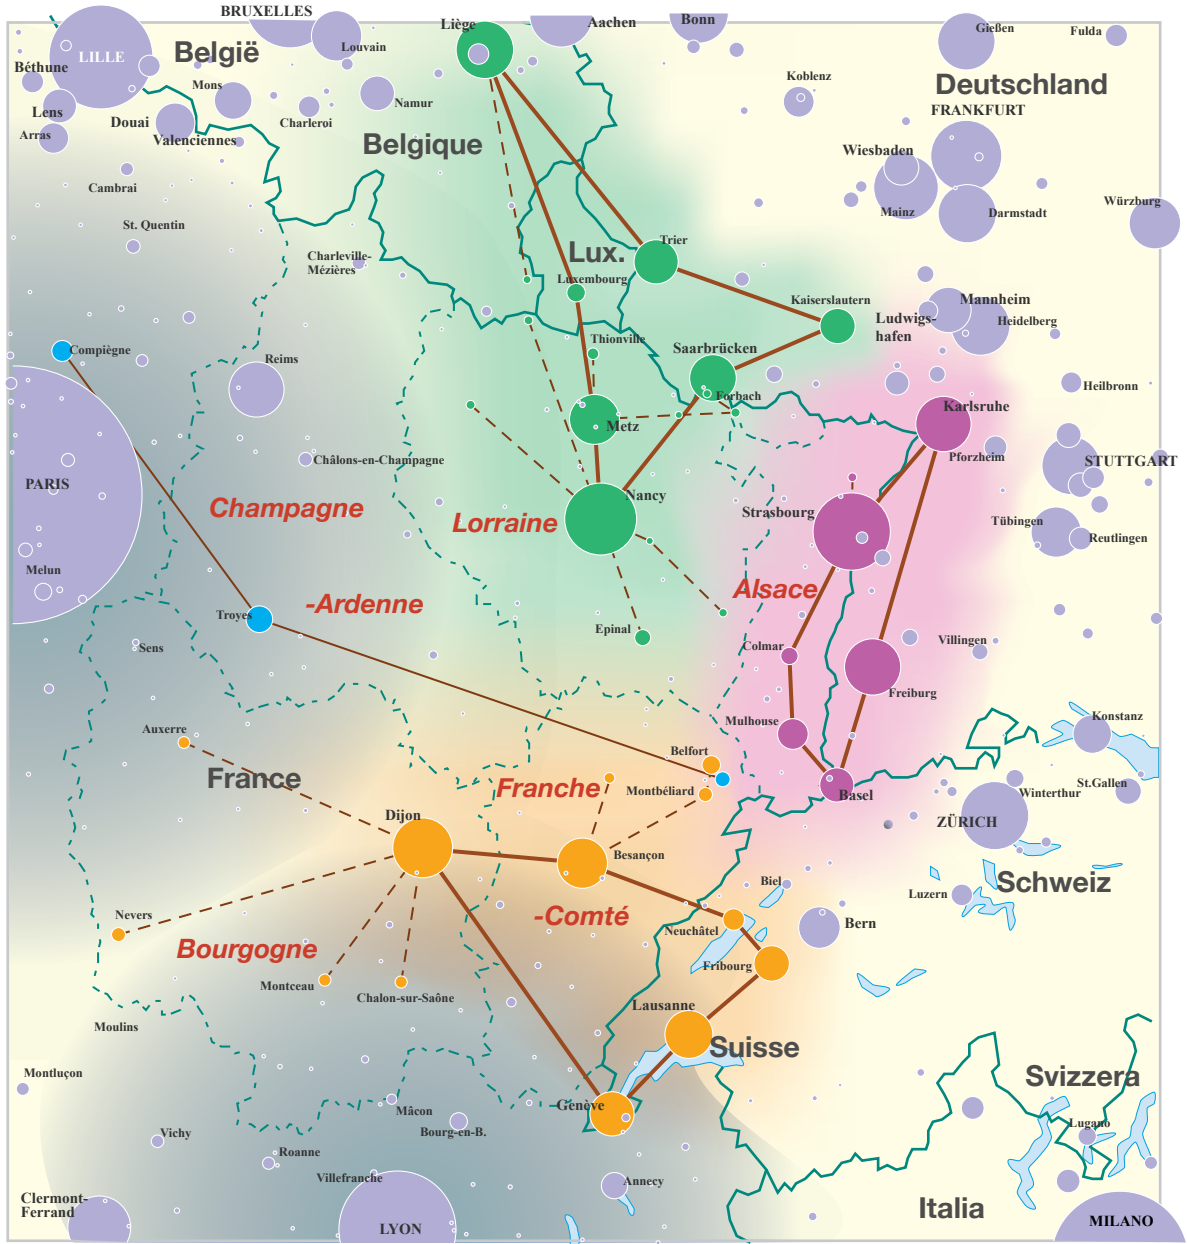 BRUXELLES
Liège
Aachen
Bonn
Gießen
Fulda
LILLE
België
Louvain
Béthune
Mons
Koblenz
Deutschland
Lens
Namur
FRANKFURT
Douai
Charleroi
Arras
Valenciennes
Belgique
Wiesbaden
Cambrai
Mainz
Darmstadt
Würzburg
St. Quentin
Charleville-
Mézières
Lux.
Trier
Luxembourg
Kaiserslautern
Mannheim
Ludwigs-
hafen
Heidelberg
Compiègne
Reims
Thionville
Saarbrücken
Forbach
Heilbronn
Karlsruhe
Metz
Châlons-en-Champagne
Pforzheim
STUTTGART
PARIS
Nancy
Champagne
Lorraine
Strasbourg
Tübingen
Reutlingen
Melun
-Ardenne
Alsace
Troyes
Epinal
Sens
Colmar
Villingen
Freiburg
Auxerre
Mulhouse
Konstanz
Belfort
France
Franche
Montbéliard
Basel
St.Gallen
Winterthur
Dijon
ZÜRICH
Besançon
Biel
Schweiz
Luzern
Nevers
-Comté
Neuchâtel
Bern
Bourgogne
Fribourg
Montceau
Chalon-sur-Saône
Lausanne
Moulins
Suisse
Montluçon
Svizzera
Genève
Mâcon
Lugano
Vichy
Bourg-en-B.
Roanne
Villefranche
Annecy
Clermont-
Ferrand
Italia
LYON
MILANO